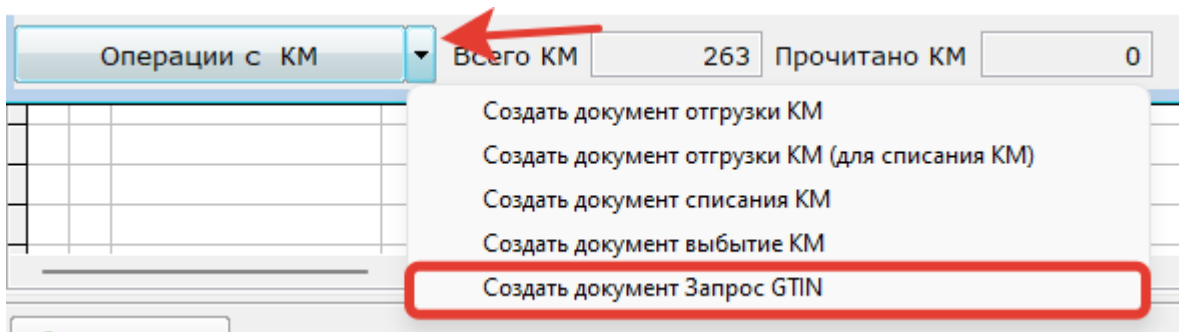 Операции с КМ Всего КМ 263 Прочитано КМ 0
Создать документ отгрузки КМ
Создать документ отгрузки КМ (для списания КМ)
Создать документ списания КМ
Создать документ выбытие КМ
Создать документ Запрос GTIN